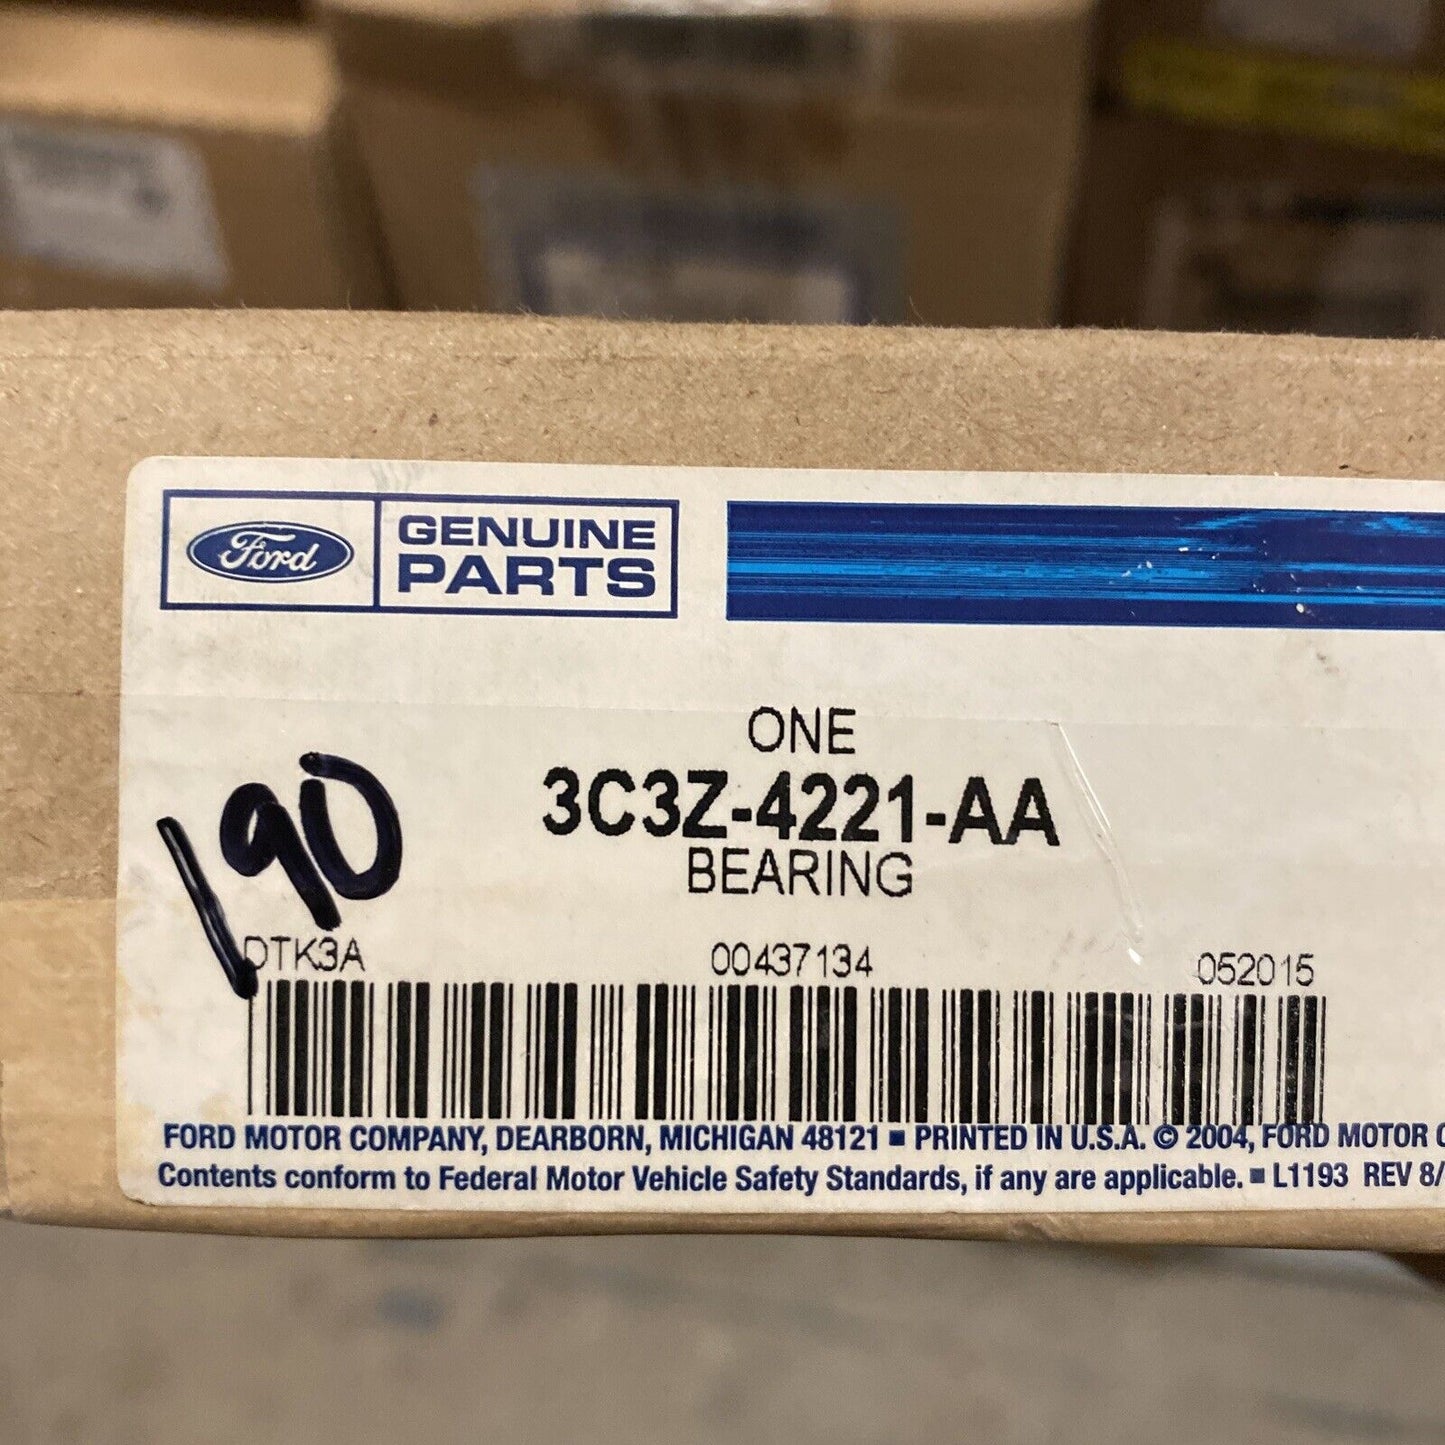 Ford
GENUINE
PARTS
ONE
3C3Z-4221-AA
BEARING
190
DTK3A 00437134 052015
FORD MOTOR COMPANY, DEARBORN, MICHIGAN 48121 ■ PRINTED IN U.S.A. © 2004, FORD MOTOR
Contents conform to Federal Motor Vehicle Safety Standards, if any are applicable. ■ L1193 REV 8/